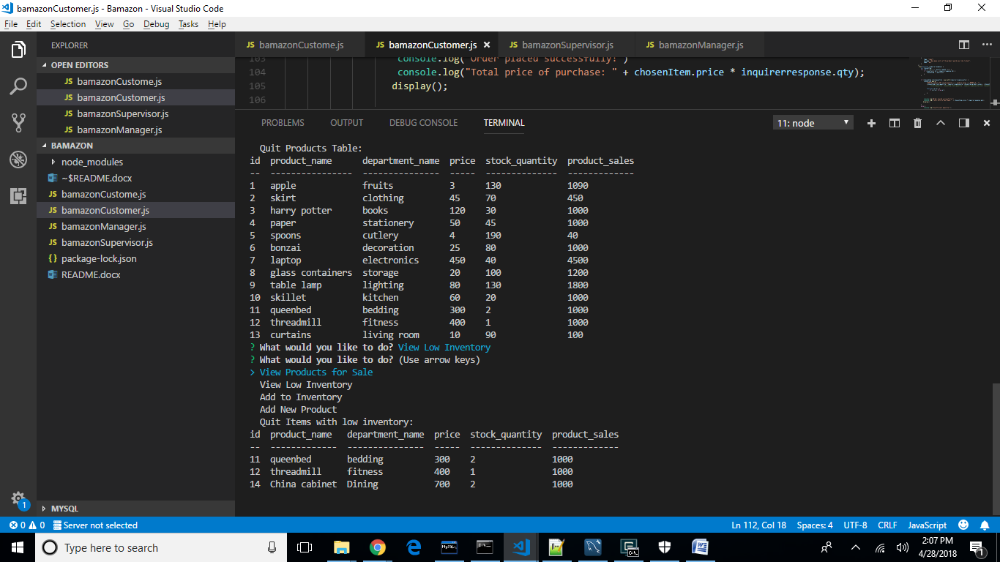 bamazonCustomer.js - Bamazon - Visual Studio Code
File Edit Selection View Go Debug Tasks Help
EXPLORER
OPEN EDITORS
JS bamazonCustome.js
JS bamazonCustomer.js
JS bamazonSupervisor.js
JS bamazonManager.js
BAMAZON
node_modules
~$README.docx
JS bamazonCustome.js
JS bamazonCustomer.js
JS bamazonManager.js
JS bamazonSupervisor.js
{} package-lock.json
README.docx
MYSQL
JS bamazonCustome.js JS bamazonCustomer.js JS bamazonSupervisor.js JS bamazonManager.js
103 console.log("Order placed successfully!")
104 console.log("Total price of purchase: " + chosenItem.price * inquirerresponse.qty);
105 display();
106
PROBLEMS OUTPUT DEBUG CONSOLE TERMINAL 11: node
Quit Products Table:
id product_name department_name price stock_quantity product_sales
-- ---------------- --------------- ----- -------------- -------------
1 apple fruits 3 130 1090
2 skirt clothing 45 70 450
3 harry potter books 120 30 1000
4 paper stationery 50 45 1000
5 spoons cutlery 4 190 40
6 bonzai decoration 25 80 1000
7 laptop electronics 450 40 4500
8 glass containers storage 20 100 1200
9 table lamp lighting 80 130 1800
10 skillet kitchen 60 20 1000
11 queenbed bedding 300 2 1000
12 threadmill fitness 400 1 1000
13 curtains living room 10 90 100
? What would you like to do? View Low Inventory
? What would you like to do? (Use arrow keys)
> View Products for Sale
View Low Inventory
Add to Inventory
Add New Product
Quit Items with low inventory:
id product_name department_name price stock_quantity product_sales
-- ------------- --------------- ----- -------------- -------------
11 queenbed bedding 300 2 1000
12 threadmill fitness 400 1 1000
14 China cabinet Dining 700 2 1000
1
0 0 Server not selected Ln 112, Col 18 Spaces: 4 UTF-8 CRLF JavaScript
Type here to search
MySQL
C:\_
C:\.
W
2:07 PM
4/28/2018
1